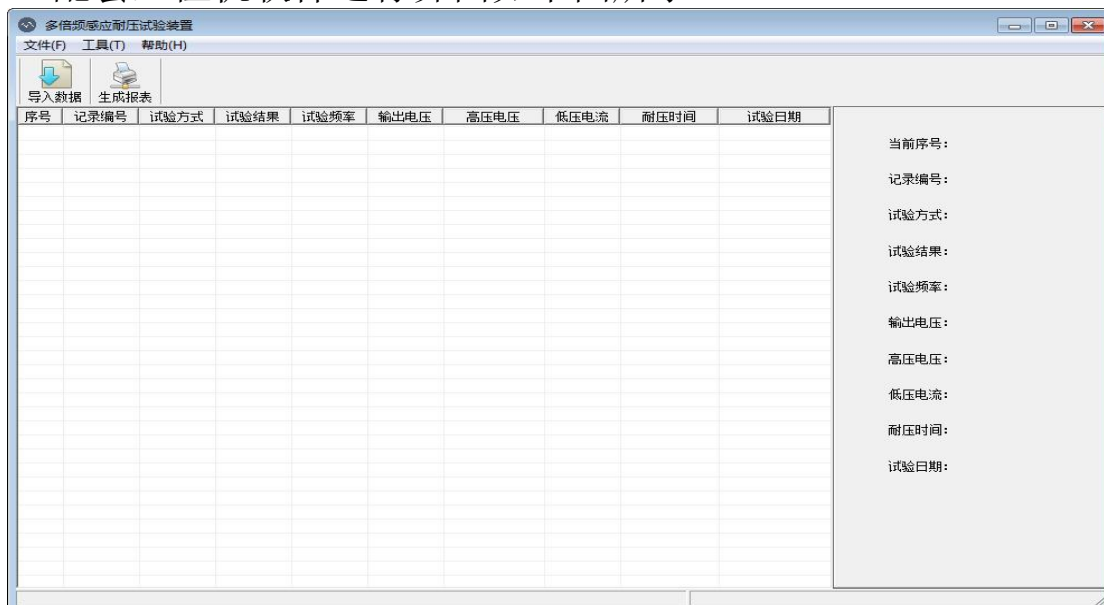 多倍频感应耐压试验装置
文件(F) 工具(T) 帮助(H)
导入数据 生成报表
序号 记录编号 试验方式 试验结果 试验频率 输出电压 高压电压 低压电流 耐压时间 试验日期
当前序号:
记录编号:
试验方式:
试验结果:
试验频率:
输出电压:
高压电压:
低压电流:
耐压时间:
试验日期: